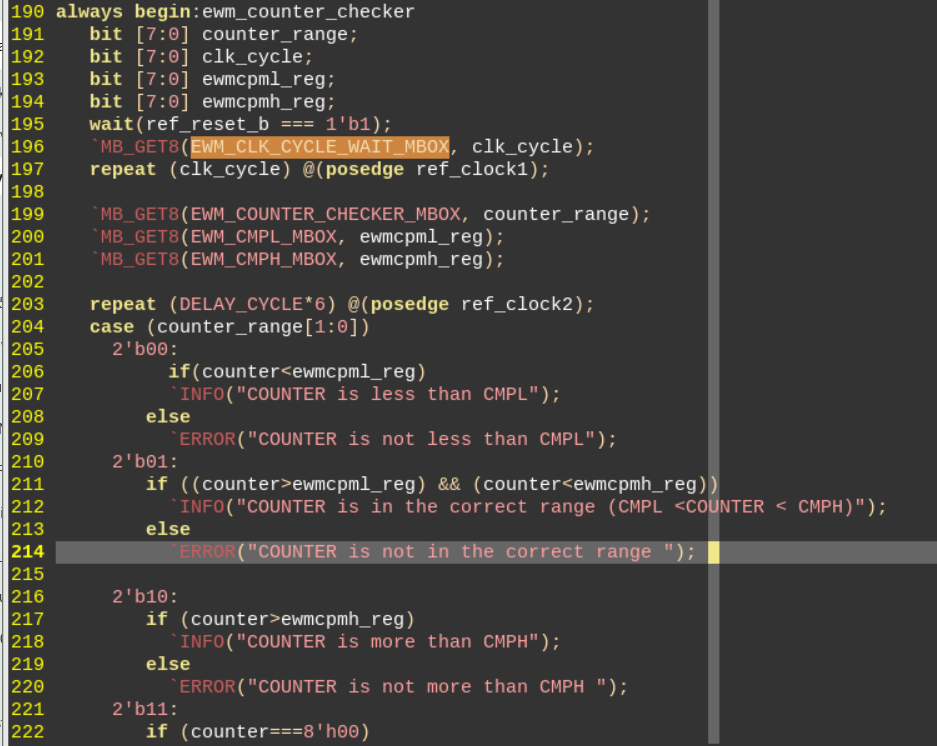 190 always begin:ewm_counter_checker
191    bit [7:0] counter_range;
192    bit [7:0] clk_cycle;
193    bit [7:0] ewmcpml_reg;
194    bit [7:0] ewmcpmh_reg;
195    wait(ref_reset_b === 1'b1);
196    `MB_GET8(EWM_CLK_CYCLE_WAIT_MBOX, clk_cycle);
197    repeat (clk_cycle) @(posedge ref_clock1);
198
199    `MB_GET8(EWM_COUNTER_CHECKER_MBOX, counter_range);
200    `MB_GET8(EWM_CMPL_MBOX, ewmcpml_reg);
201    `MB_GET8(EWM_CMPH_MBOX, ewmcpmh_reg);
202
203    repeat (DELAY_CYCLE*6) @(posedge ref_clock2);
204    case (counter_range[1:0])
205      2'b00:
206           if(counter<ewmcpml_reg)
207           `INFO("COUNTER is less than CMPL");
208         else
209           `ERROR("COUNTER is not less than CMPL");
210      2'b01:
211         if ((counter>ewmcpml_reg) && (counter<ewmcpmh_reg))
212           `INFO("COUNTER is in the correct range (CMPL <COUNTER < CMPH)");
213         else
214           `ERROR("COUNTER is not in the correct range ");
215
216      2'b10:
217         if (counter>ewmcpmh_reg)
218           `INFO("COUNTER is more than CMPH");
219         else
220           `ERROR("COUNTER is not more than CMPH ");
221      2'b11:
222         if (counter===8'h00)